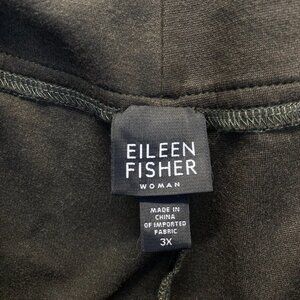 EILEEN
FISHER
WOMAN
MADE IN
CHINA
OF IMPORTED
FABRIC
3X